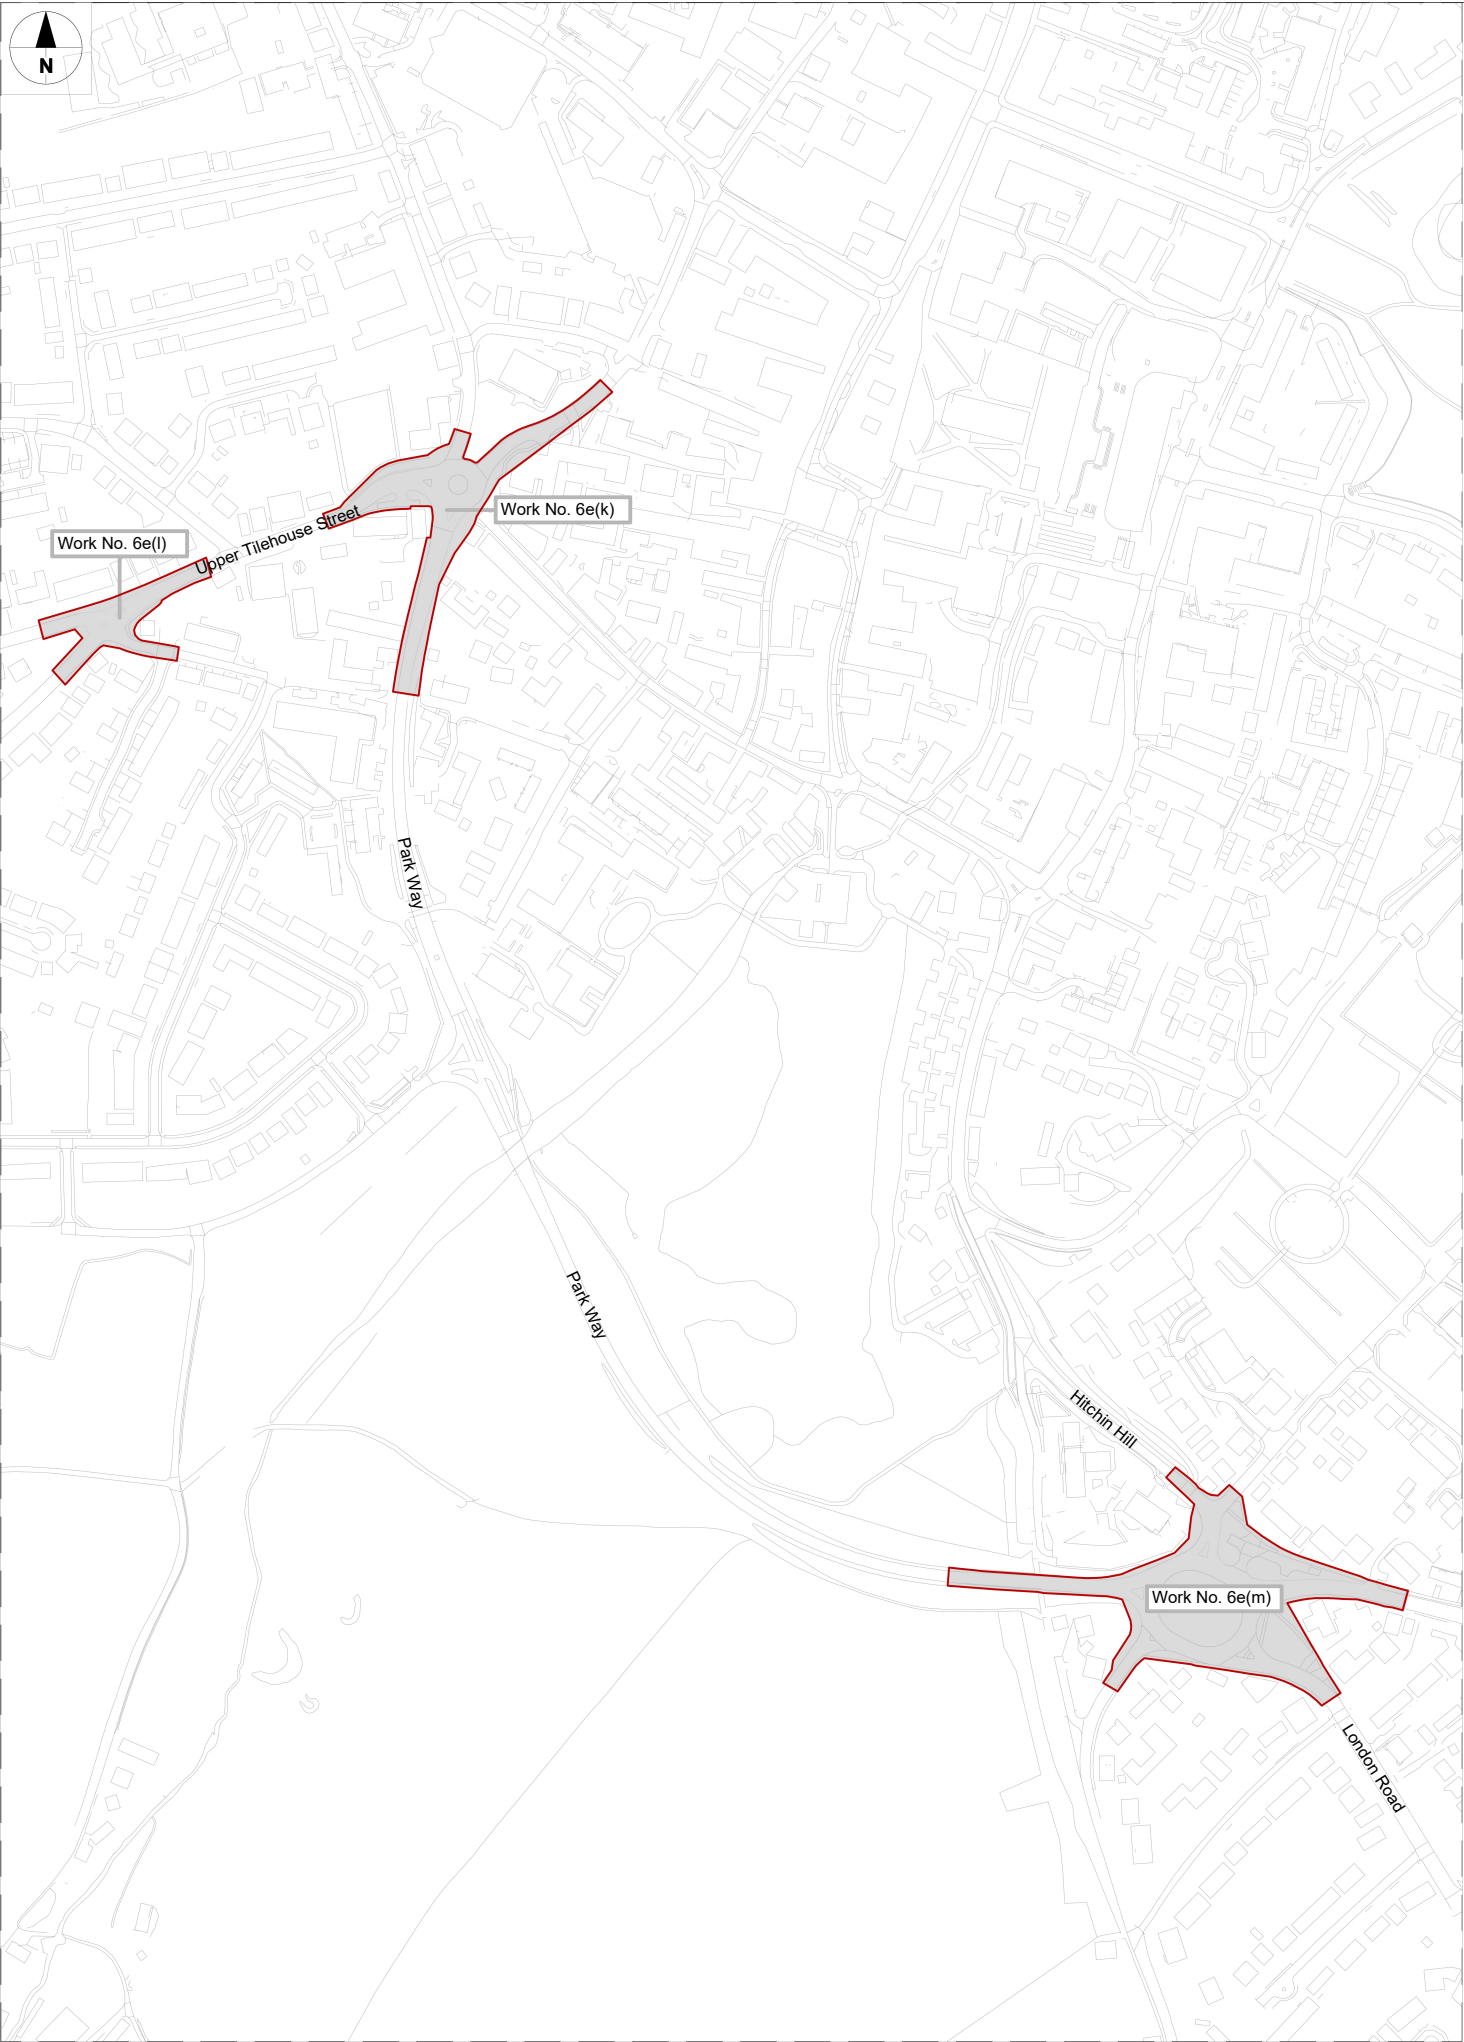 N
Work No. 6e(k)
Upper Tilehouse Street
Work No. 6e(l)
Park Way
Park Way
Hitchin Hill
Work No. 6e(m)
London Road